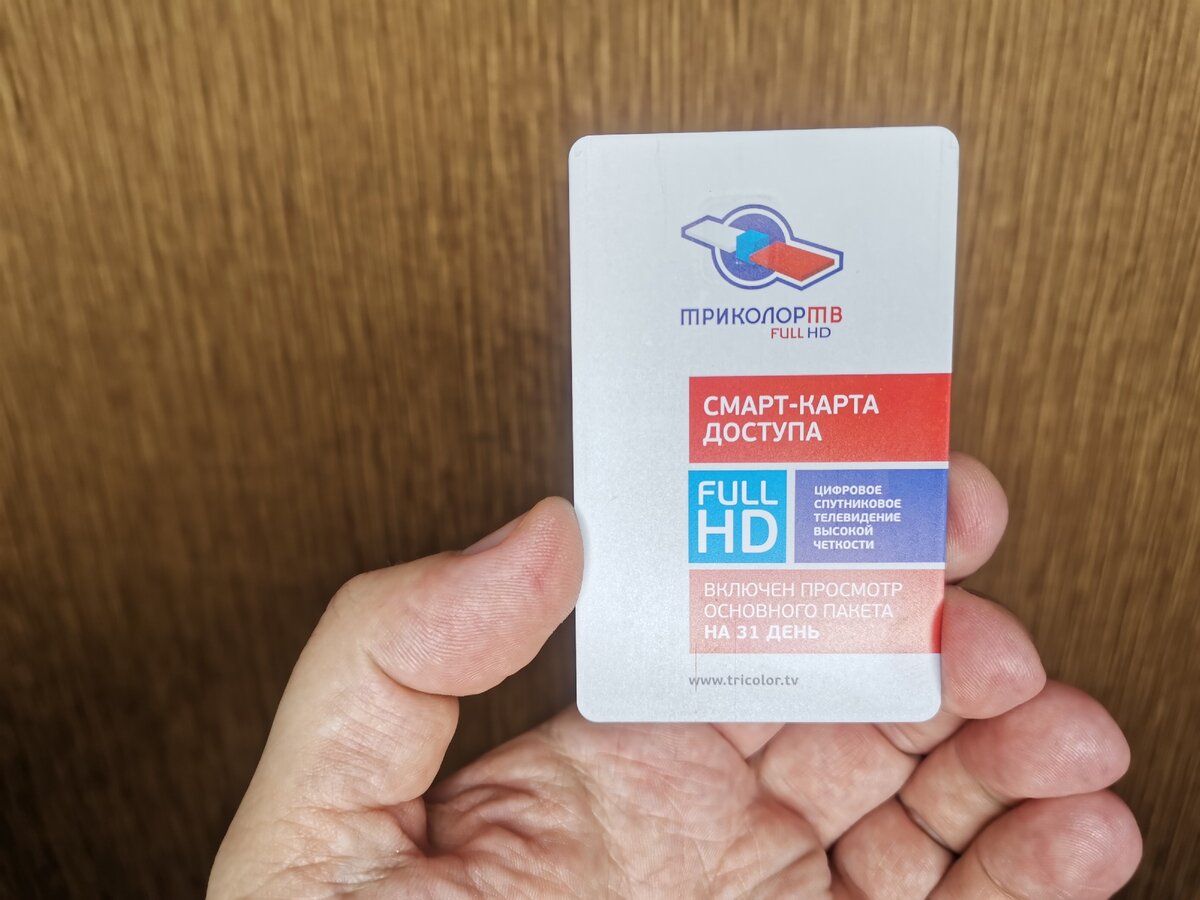 ТРИКОЛОРТВ
FULL HD
СМАРТ-КАРТА
ДОСТУПА
FULL
HD
ЦИФРОВОЕ
СПУТНИКОВОЕ
ТЕЛЕВИДЕНИЕ
ВЫСОКОЙ
ЧЕТКОСТИ
ВКЛЮЧЕН ПРОСМОТР
ОСНОВНОГО ПАКЕТА
НА 31 ДЕНЬ
www.tricolor.tv